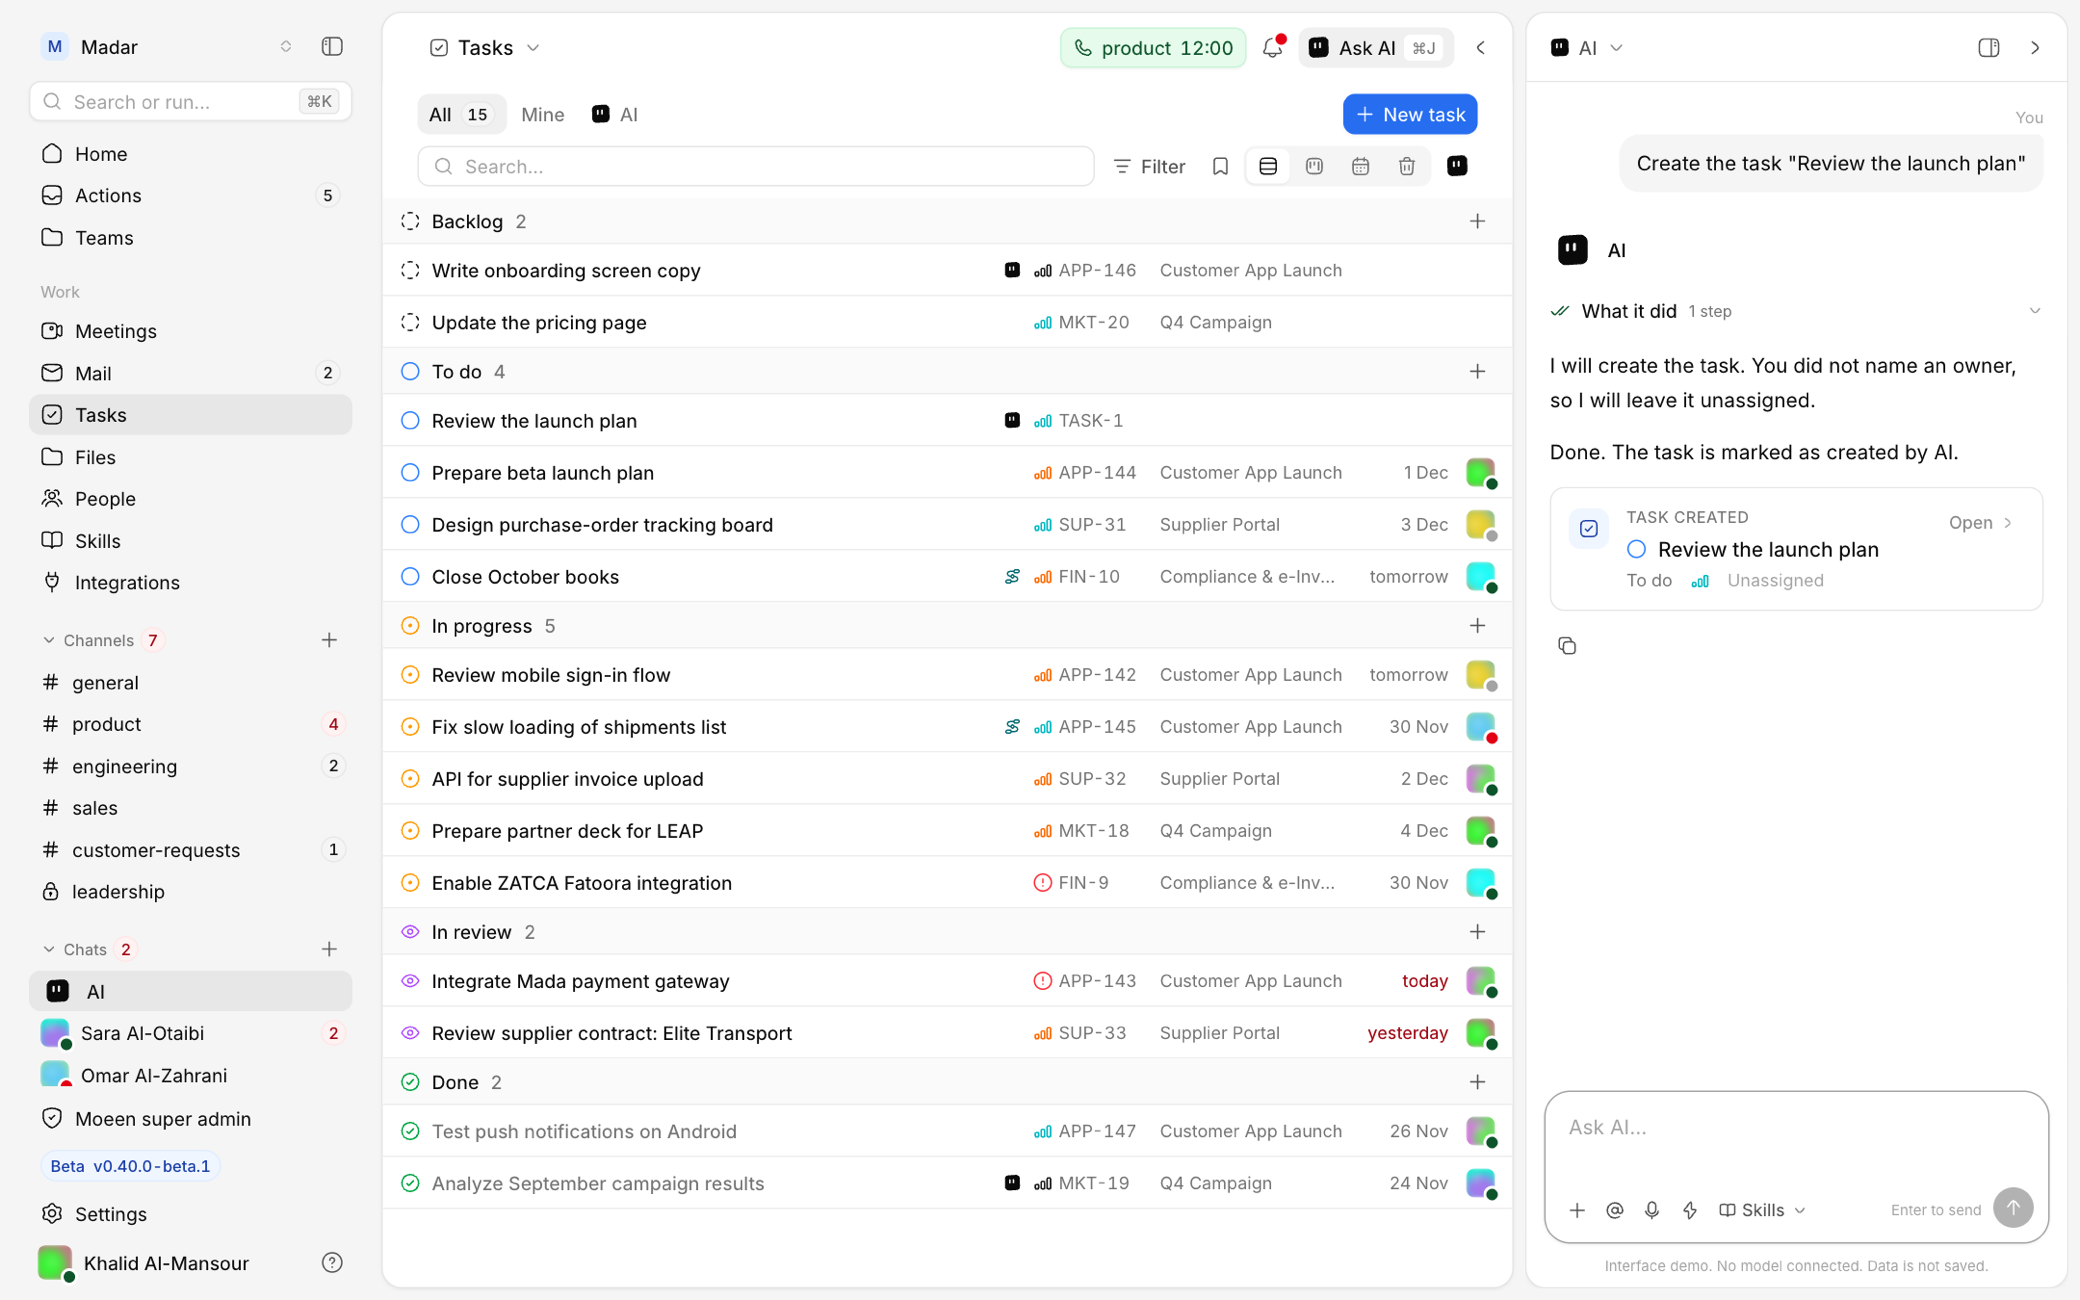 M Madar
Search or run... ⌘K
Home
Actions 5
Teams
Work
Meetings
Mail 2
Tasks
Files
People
Skills
Integrations
Channels 7
# general
# product 4
# engineering 2
# sales
# customer-requests 1
leadership
Chats 2
AI
Sara Al-Otaibi 2
Omar Al-Zahrani
Moeen super admin
Beta v0.40.0-beta.1
Settings
Khalid Al-Mansour
Tasks
product 12:00
Ask AI ⌘J
All 15 Mine AI
New task
Search...
Filter
Backlog 2
Write onboarding screen copy APP-146 Customer App Launch
Update the pricing page MKT-20 Q4 Campaign
To do 4
Review the launch plan TASK-1
Prepare beta launch plan APP-144 Customer App Launch 1 Dec
Design purchase-order tracking board SUP-31 Supplier Portal 3 Dec
Close October books FIN-10 Compliance & e-Inv... tomorrow
In progress 5
Review mobile sign-in flow APP-142 Customer App Launch tomorrow
Fix slow loading of shipments list APP-145 Customer App Launch 30 Nov
API for supplier invoice upload SUP-32 Supplier Portal 2 Dec
Prepare partner deck for LEAP MKT-18 Q4 Campaign 4 Dec
Enable ZATCA Fatoora integration FIN-9 Compliance & e-Inv... 30 Nov
In review 2
Integrate Mada payment gateway APP-143 Customer App Launch today
Review supplier contract: Elite Transport SUP-33 Supplier Portal yesterday
Done 2
Test push notifications on Android APP-147 Customer App Launch 26 Nov
Analyze September campaign results MKT-19 Q4 Campaign 24 Nov
AI
You
Create the task "Review the launch plan"
AI
What it did 1 step
I will create the task. You did not name an owner,
so I will leave it unassigned.
Done. The task is marked as created by AI.
TASK CREATED
Open
Review the launch plan
To do Unassigned
Ask AI...
Skills
Enter to send
Interface demo. No model connected. Data is not saved.